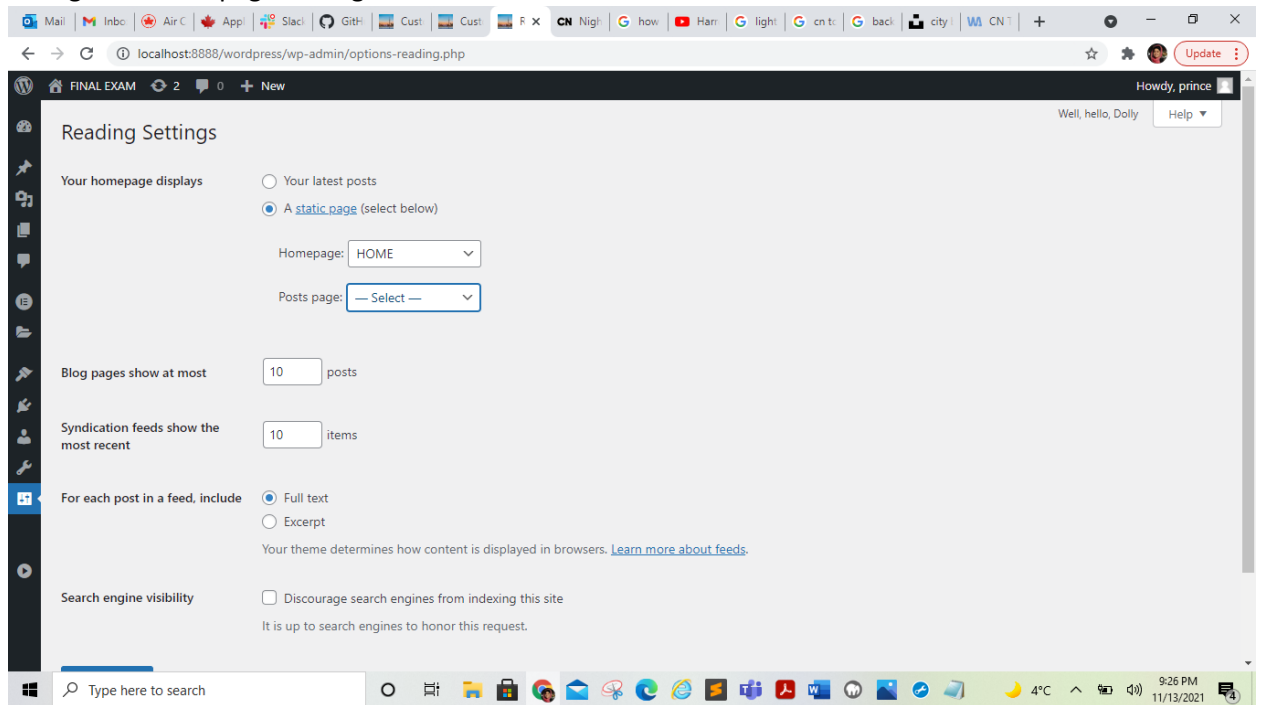 Mail Inbo Air C Appl Slack GitH Cust Cust R CN Nigh how Harr light cn to back city CN T
localhost:8888/wordpress/wp-admin/options-reading.php Update
FINAL EXAM 2 0 + New Howdy, prince
Well, hello, Dolly Help
Reading Settings
Your homepage displays Your latest posts
A static page (select below)
Homepage: HOME
Posts page: — Select —
Blog pages show at most 10 posts
Syndication feeds show the
most recent 10 items
For each post in a feed, include Full text
Excerpt
Your theme determines how content is displayed in browsers. Learn more about feeds.
Search engine visibility Discourage search engines from indexing this site
It is up to search engines to honor this request.
Type here to search 4°C 9:26 PM
11/13/2021 4